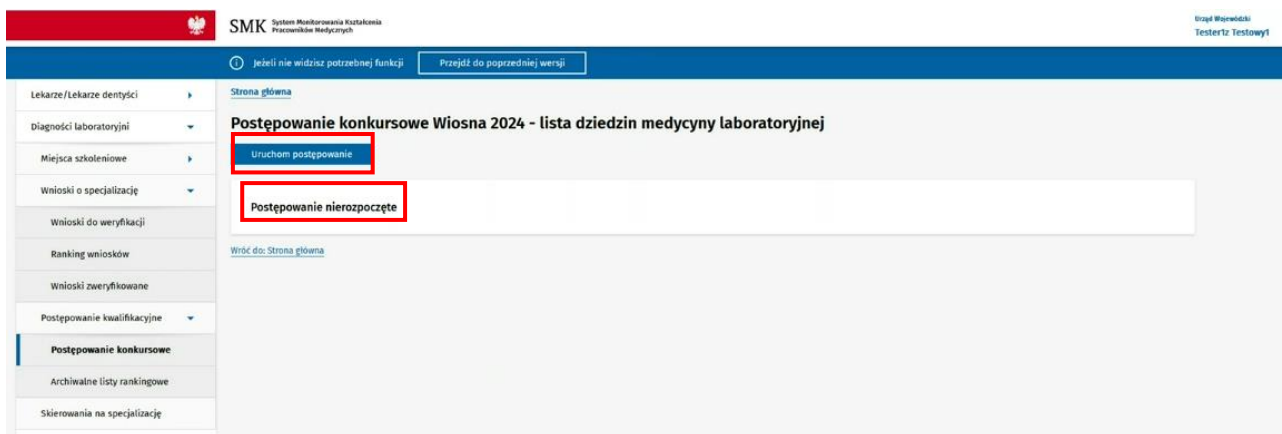 SMK System Monitorowania Kształcenia
Pracowników Medycznych
Urząd Wojewódzki
Tester1z Testowy1
Jeżeli nie widzisz potrzebnej funkcji
Przejdź do poprzedniej wersji
Lekarze/Lekarze dentyści
Diagności laboratoryjni
Miejsca szkoleniowe
Wnioski o specjalizację
Wnioski do weryfikacji
Ranking wniosków
Wnioski zweryfikowane
Postępowanie kwalifikacyjne
Postępowanie konkursowe
Archiwalne listy rankingowe
Skierowania na specjalizację
Strona główna
Postępowanie konkursowe Wiosna 2024 - lista dziedzin medycyny laboratoryjnej
Uruchom postępowanie
Postępowanie nierozpoczęte
Wróć do: Strona główna